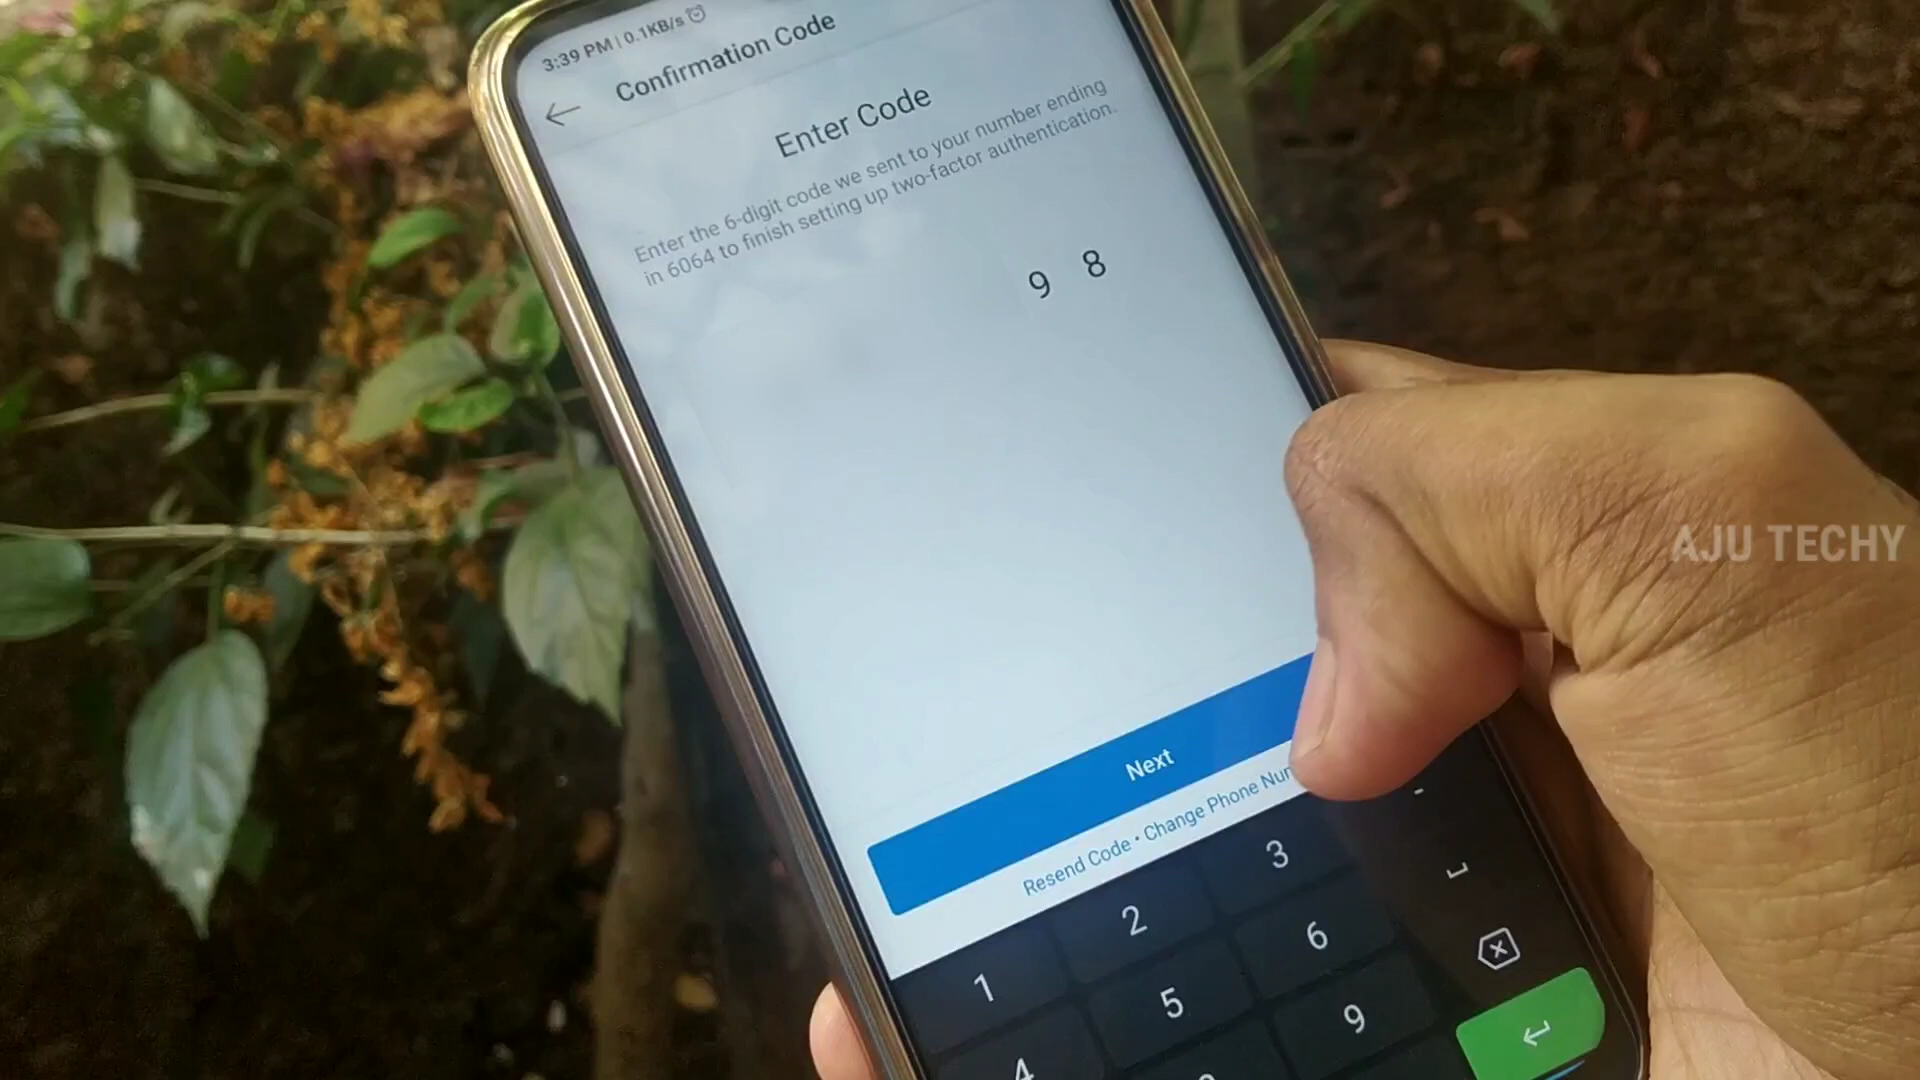 3:39 PM | 0.1KB/s
Confirmation Code
Enter Code
Enter the 6-digit code we sent to your number ending
in 6064 to finish setting up two-factor authentication.
9 8
AJU TECHY
Next
Resend Code • Change Phone
1 2 3
4 5 6
9